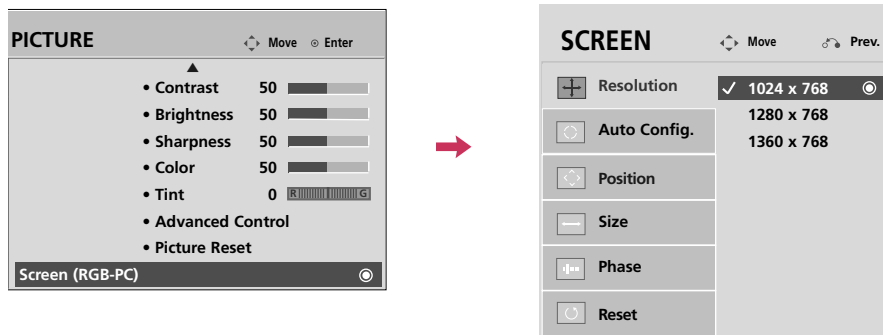 PICTURE
Move
Enter
• Contrast 50
• Brightness 50
• Sharpness 50
• Color 50
• Tint 0 R G
• Advanced Control
• Picture Reset
Screen (RGB-PC)
SCREEN
Move
Prev.
Resolution
Auto Config.
Position
Size
Phase
Reset
1024 x 768
1280 x 768
1360 x 768